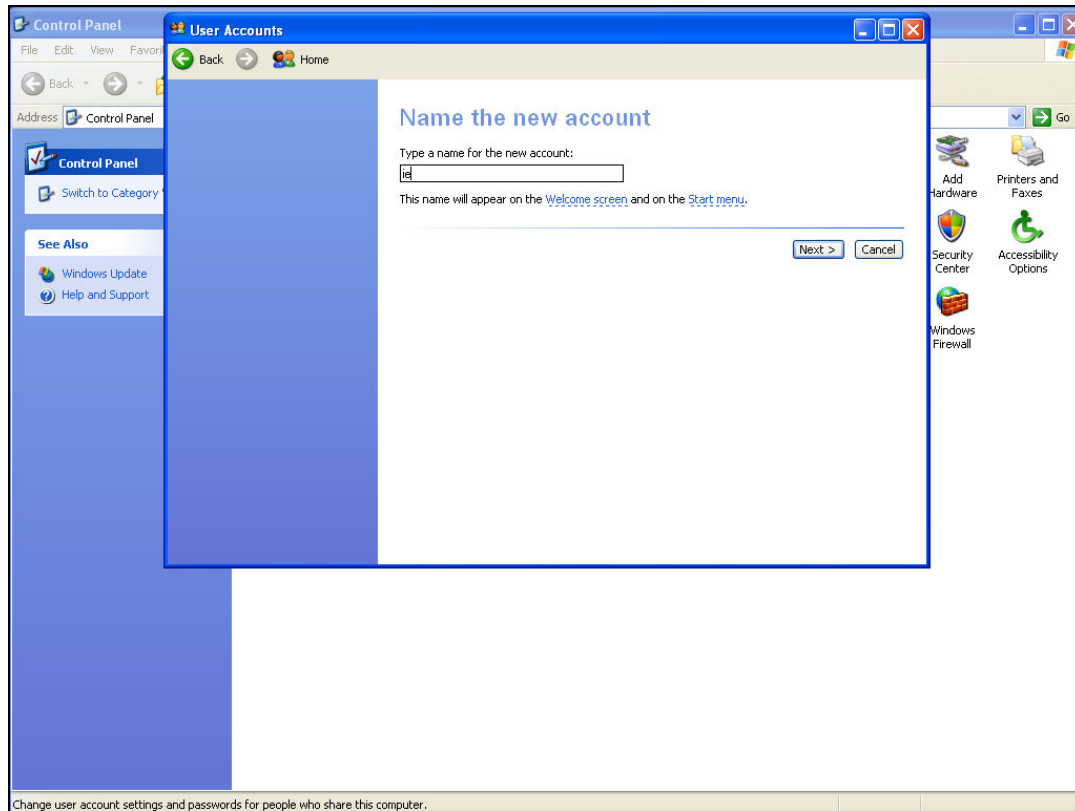 Control Panel
File Edit View Favori
Back
Address Control Panel
Go
Control Panel
Switch to Category
See Also
Windows Update
Help and Support
User Accounts
Back Home
Name the new account
Type a name for the new account:
ie
This name will appear on the Welcome screen and on the Start menu.
Next > Cancel
Add
Hardware
Printers and
Faxes
Security
Center
Accessibility
Options
Windows
Firewall
Change user account settings and passwords for people who share this computer.